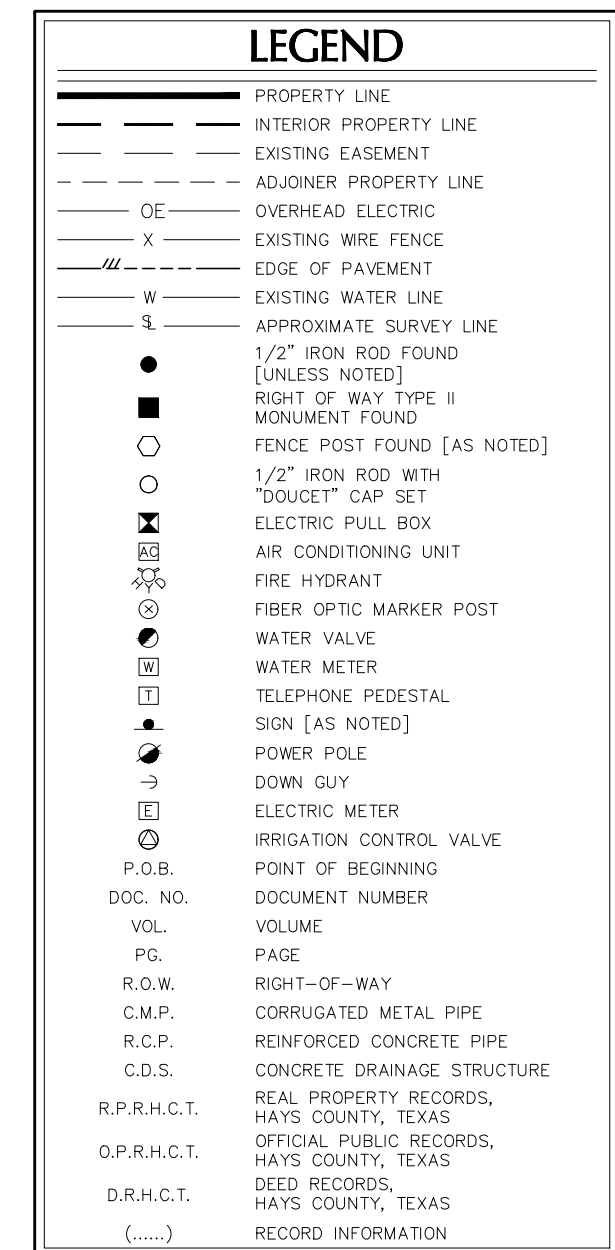 LEGEND
PROPERTY LINE
INTERIOR PROPERTY LINE
EXISTING EASEMENT
ADJOINER PROPERTY LINE
OE OVERHEAD ELECTRIC
X EXISTING WIRE FENCE
EDGE OF PAVEMENT
W EXISTING WATER LINE
SL APPROXIMATE SURVEY LINE
1/2" IRON ROD FOUND
[UNLESS NOTED]
RIGHT OF WAY TYPE II
MONUMENT FOUND
FENCE POST FOUND [AS NOTED]
1/2" IRON ROD WITH
"DOUCET" CAP SET
ELECTRIC PULL BOX
AC AIR CONDITIONING UNIT
FIRE HYDRANT
FIBER OPTIC MARKER POST
WATER VALVE
W WATER METER
T TELEPHONE PEDESTAL
SIGN [AS NOTED]
POWER POLE
DOWN GUY
E ELECTRIC METER
IRRIGATION CONTROL VALVE
P.O.B. POINT OF BEGINNING
DOC. NO. DOCUMENT NUMBER
VOL. VOLUME
PG. PAGE
R.O.W. RIGHT-OF-WAY
C.M.P. CORRUGATED METAL PIPE
R.C.P. REINFORCED CONCRETE PIPE
C.D.S. CONCRETE DRAINAGE STRUCTURE
R.P.R.H.C.T. REAL PROPERTY RECORDS,
HAYS COUNTY, TEXAS
O.P.R.H.C.T. OFFICIAL PUBLIC RECORDS,
HAYS COUNTY, TEXAS
D.R.H.C.T. DEED RECORDS,
HAYS COUNTY, TEXAS
(......) RECORD INFORMATION